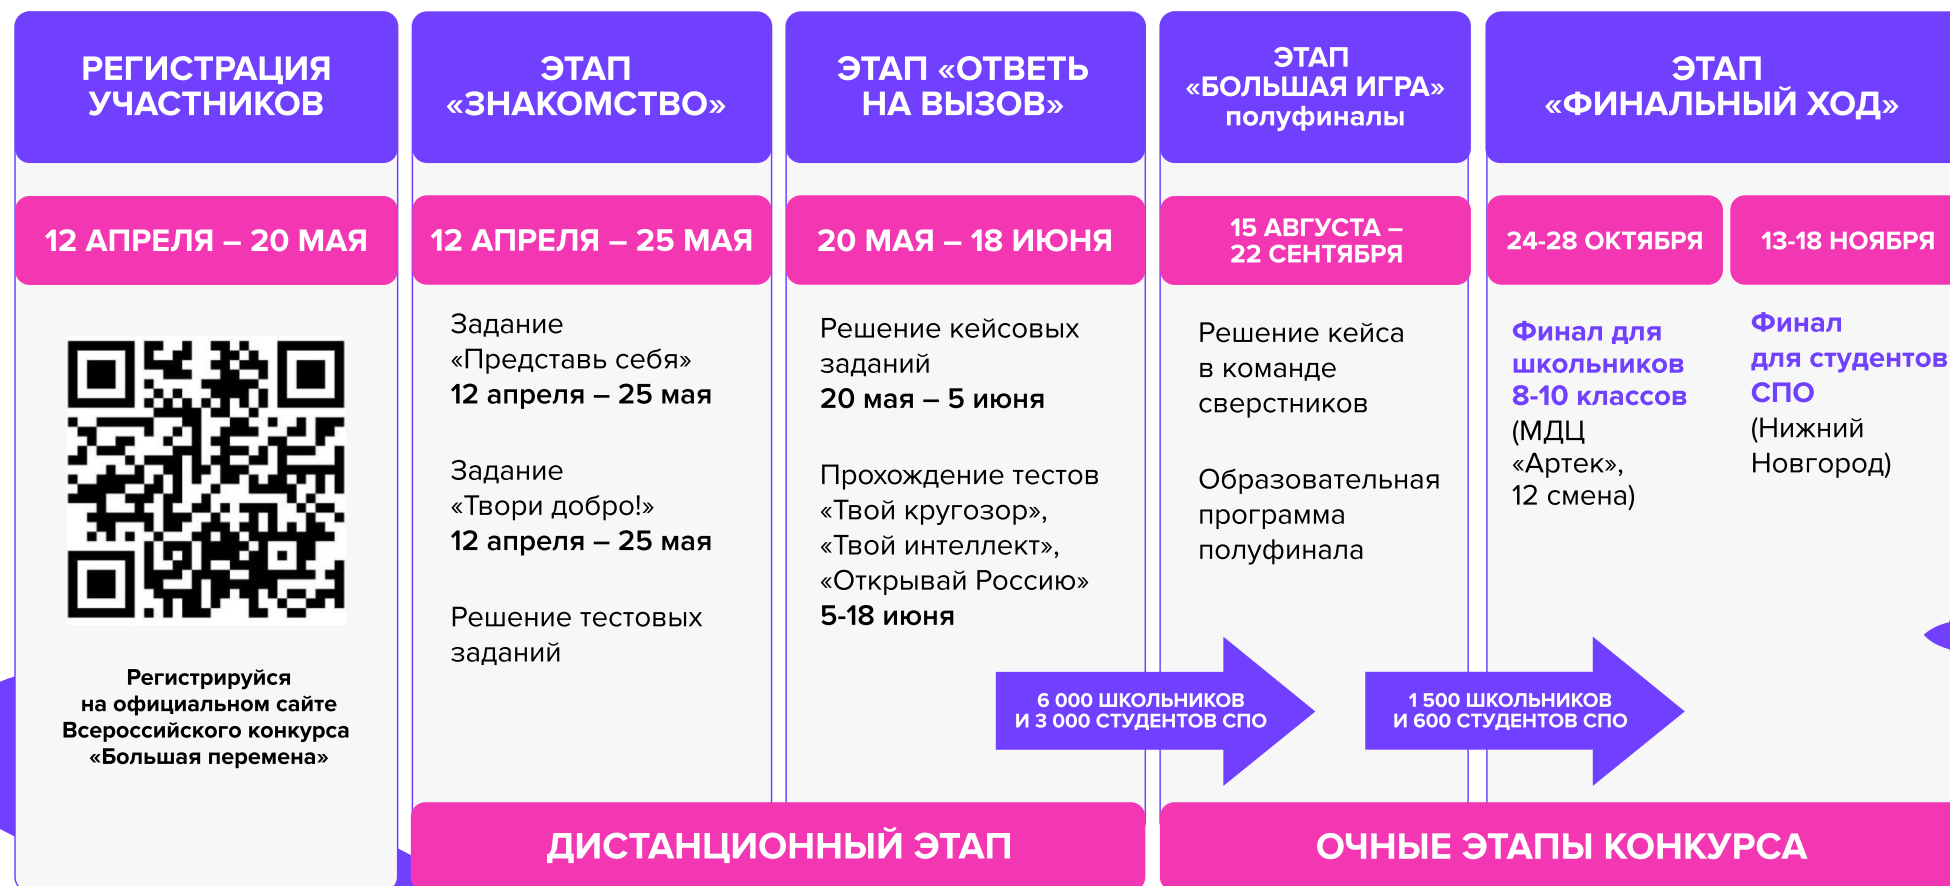 РЕГИСТРАЦИЯ
УЧАСТНИКОВ
12 АПРЕЛЯ – 20 МАЯ
Регистрируйся
на официальном сайте
Всероссийского конкурса
«Большая перемена»
ЭТАП
«ЗНАКОМСТВО»
12 АПРЕЛЯ – 25 МАЯ
Задание
«Представь себя»
12 апреля – 25 мая
Задание
«Твори добро!»
12 апреля – 25 мая
Решение тестовых
заданий
ЭТАП «ОТВЕТЬ
НА ВЫЗОВ»
20 МАЯ – 18 ИЮНЯ
Решение кейсовых
заданий
20 мая – 5 июня
Прохождение тестов
«Твой кругозор»,
«Твой интеллект»,
«Открывай Россию»
5-18 июня
6 000 ШКОЛЬНИКОВ
И 3 000 СТУДЕНТОВ СПО
ДИСТАНЦИОННЫЙ ЭТАП
ЭТАП
«БОЛЬШАЯ ИГРА»
полуфиналы
15 АВГУСТА –
22 СЕНТЯБРЯ
Решение кейса
в команде
сверстников
Образовательная
программа
полуфинала
1 500 ШКОЛЬНИКОВ
И 600 СТУДЕНТОВ СПО
ЭТАП
«ФИНАЛЬНЫЙ ХОД»
24-28 ОКТЯБРЯ
Финал для
школьников
8-10 классов
(МДЦ
«Артек»,
12 смена)
13-18 НОЯБРЯ
Финал
для студентов
СПО
(Нижний
Новгород)
ОЧНЫЕ ЭТАПЫ КОНКУРСА